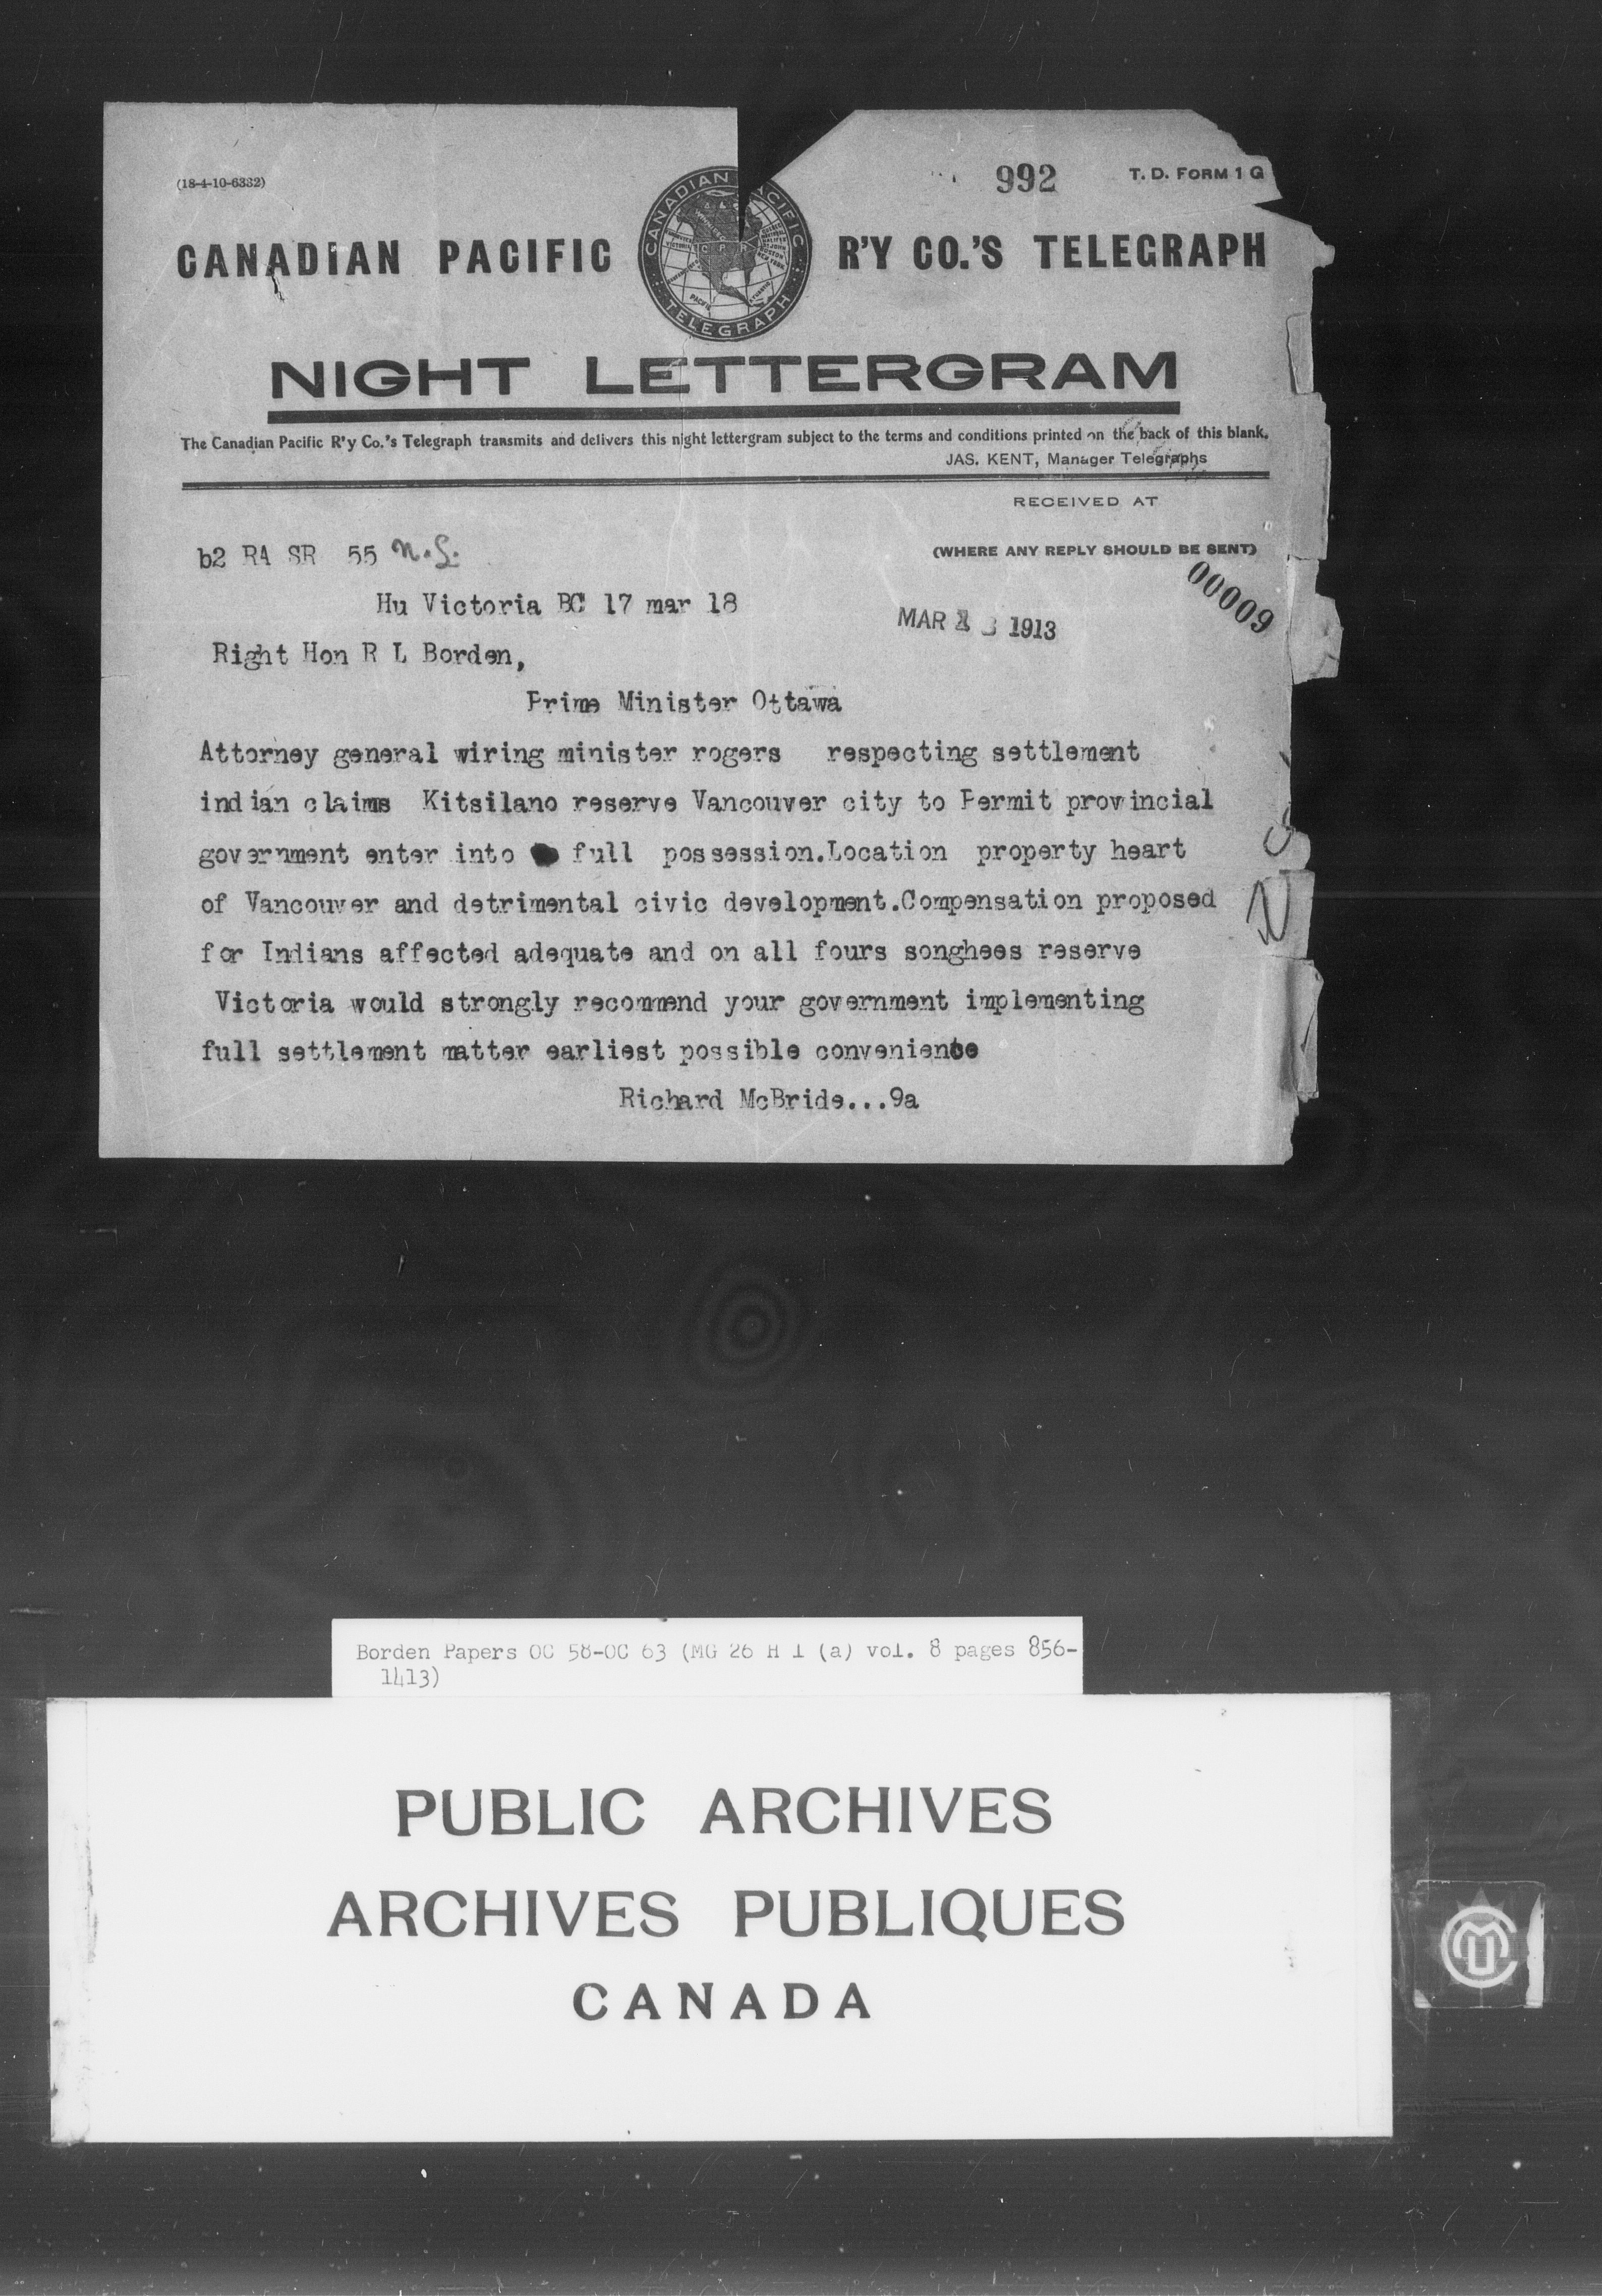 (18-4-10-6332)
992
T. D. FORM 1 G
CANADIAN PACIFIC
CANADIAN PACIFIC TELEGRAPH
R'Y CO.'S TELEGRAPH
NIGHT LETTERGRAM
The Canadian Pacific R'y Co.'s Telegraph transmits and delivers this night lettergram subject to the terms and conditions printed on the back of this blank.
JAS. KENT, Manager Telegraphs
RECEIVED AT
b2 RA SR 55 N.L.
(WHERE ANY REPLY SHOULD BE SENT)
00009
Hu Victoria BC 17 mar 18
MAR 1913
Right Hon R L Borden,
Prime Minister Ottawa
Attorney general wiring minister rogers respecting settlement
indian claims Kitsilano reserve Vancouver city to Permit provincial
government enter into full possession.Location property heart
of Vancouver and detrimental civic development.Compensation proposed
for Indians affected adequate and on all fours songhees reserve
Victoria would strongly recommend your government implementing
full settlement matter earliest possible convenience
Richard McBride...9a
Borden Papers OC 58-OC 63 (MG 26 H 1 (a) vol. 8 pages 856-
1413)
PUBLIC ARCHIVES
ARCHIVES PUBLIQUES
CANADA